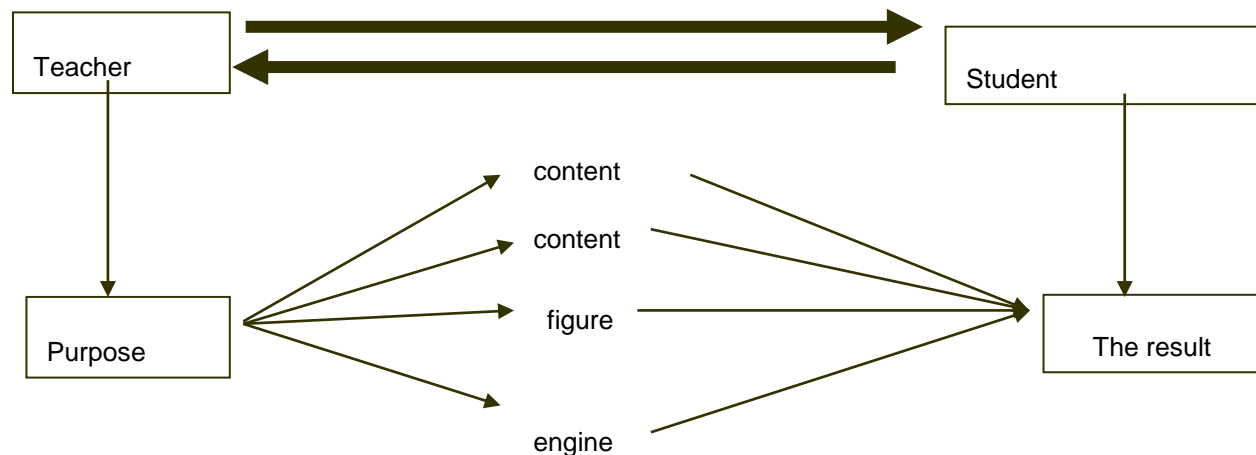 Teacher
Student
content
content
figure
Purpose
The result
engine